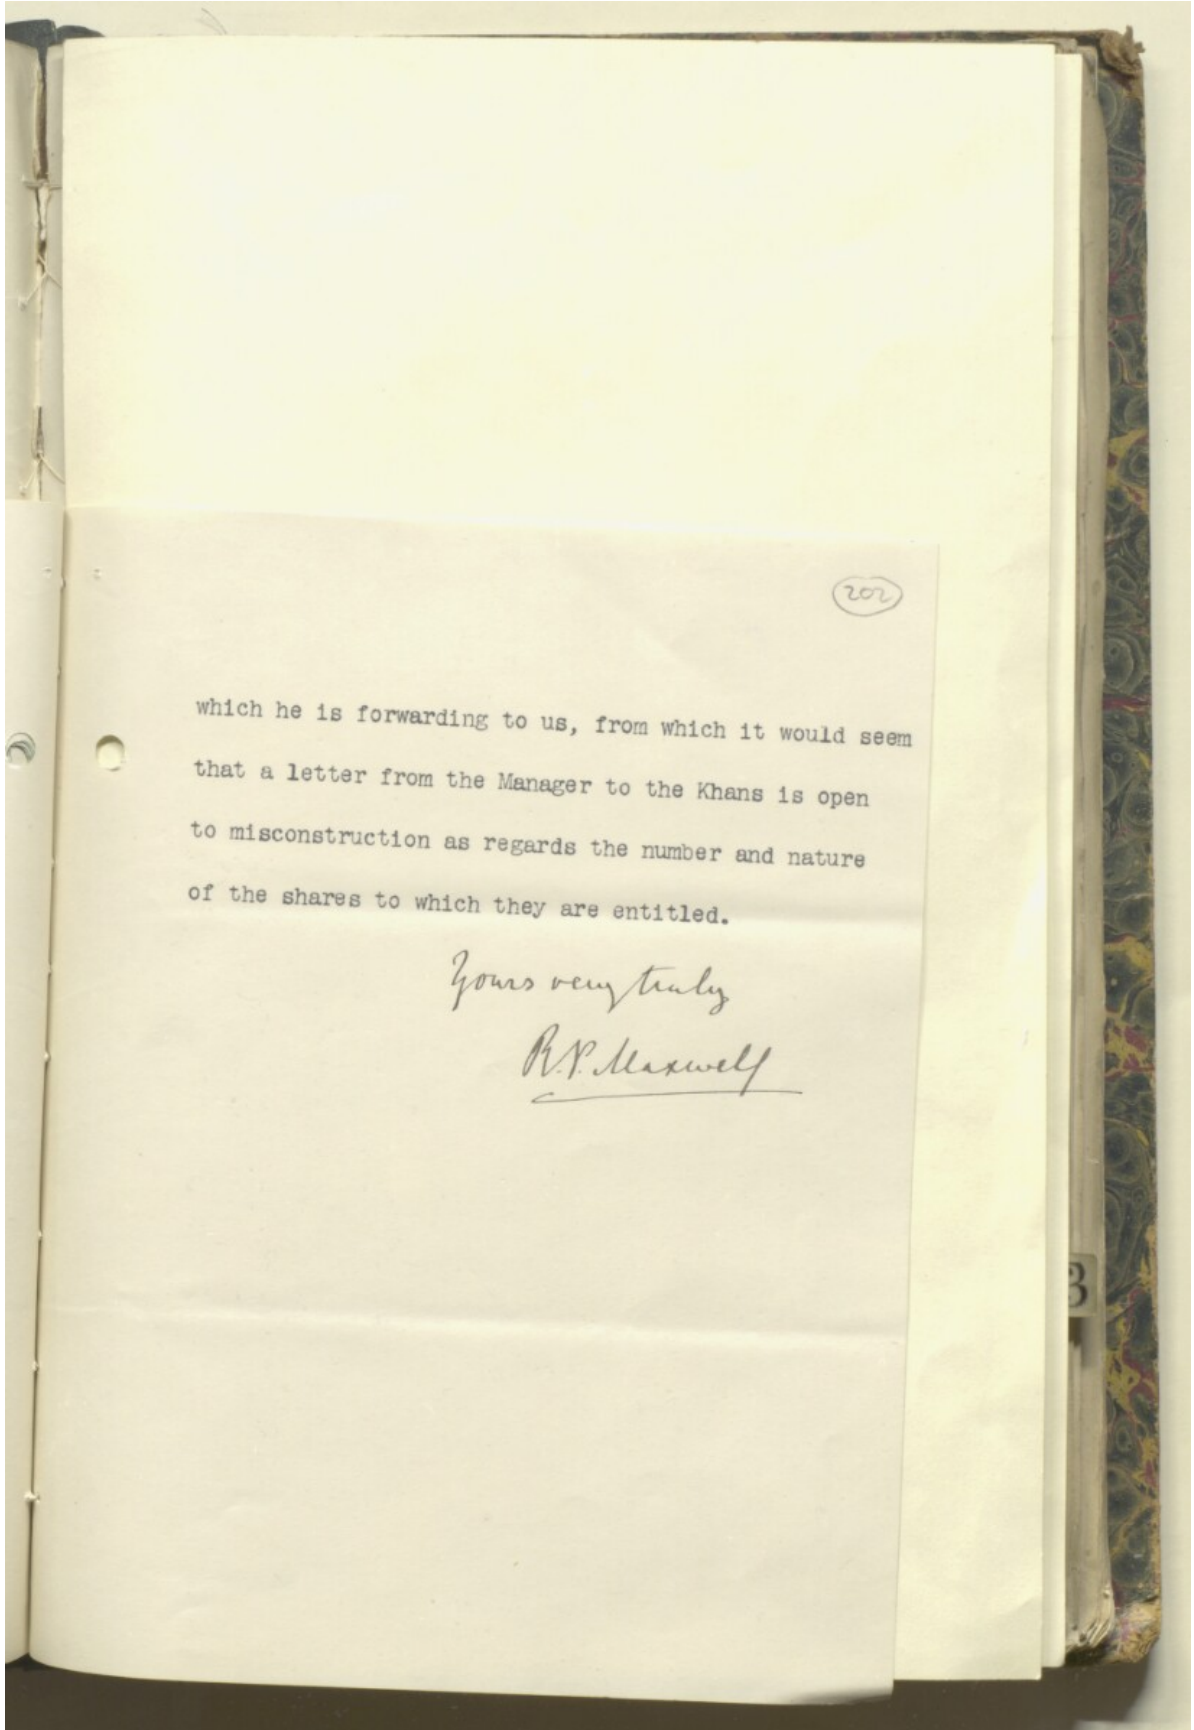 202
which he is forwarding to us, from which it would seem
that a letter from the Manager to the Khans is open
to misconstruction as regards the number and nature
of the shares to which they are entitled.
Yours very truly
R.P. Maxwell
3